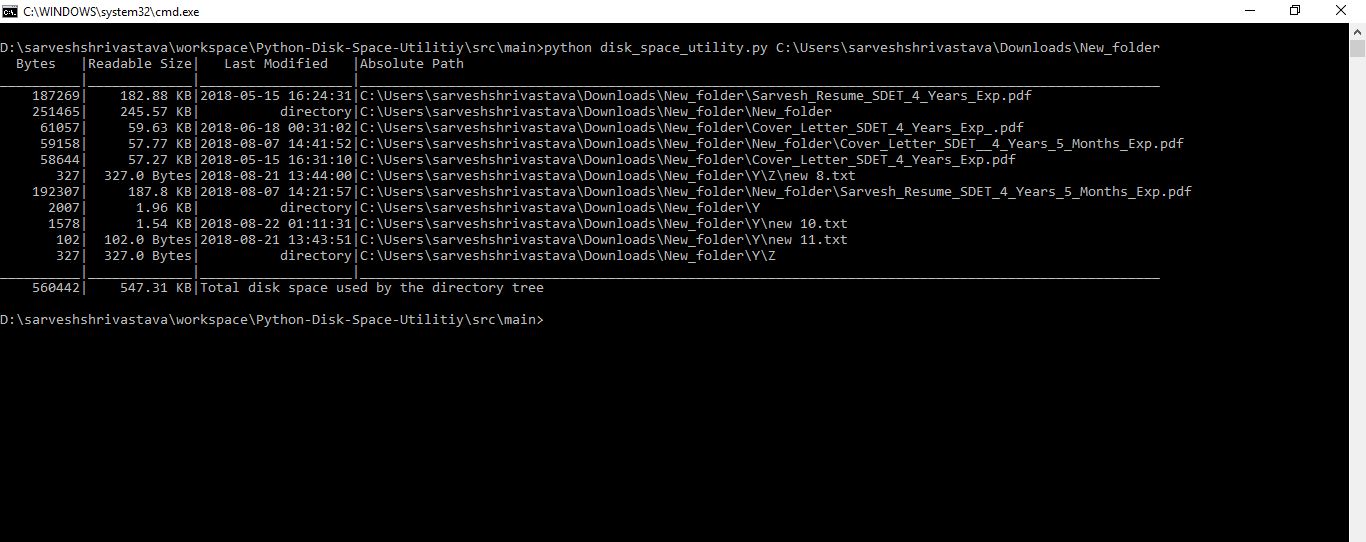 C:\WINDOWS\system32\cmd.exe
D:\sarveshshrivastava\workspace\Python-Disk-Space-Utilitiy\src\main>python disk_space_utility.py C:\Users\sarveshshrivastava\Downloads\New_folder
  Bytes   |Readable Size|   Last Modified   |Absolute Path
__________|_____________|___________________|____________________________________________________________________________________________________
    187269|    182.88 KB|2018-05-15 16:24:31|C:\Users\sarveshshrivastava\Downloads\New_folder\Sarvesh_Resume_SDET_4_Years_Exp.pdf
    251465|    245.57 KB|          directory|C:\Users\sarveshshrivastava\Downloads\New_folder\New_folder
     61057|     59.63 KB|2018-06-18 00:31:02|C:\Users\sarveshshrivastava\Downloads\New_folder\Cover_Letter_SDET_4_Years_Exp_.pdf
     59158|     57.77 KB|2018-08-07 14:41:52|C:\Users\sarveshshrivastava\Downloads\New_folder\New_folder\Cover_Letter_SDET__4_Years_5_Months_Exp.pdf
     58644|     57.27 KB|2018-05-15 16:31:10|C:\Users\sarveshshrivastava\Downloads\New_folder\Cover_Letter_SDET_4_Years_Exp.pdf
       327|  327.0 Bytes|2018-08-21 13:44:00|C:\Users\sarveshshrivastava\Downloads\New_folder\Y\Z\new 8.txt
    192307|     187.8 KB|2018-08-07 14:21:57|C:\Users\sarveshshrivastava\Downloads\New_folder\New_folder\Sarvesh_Resume_SDET_4_Years_5_Months_Exp.pdf
      2007|      1.96 KB|          directory|C:\Users\sarveshshrivastava\Downloads\New_folder\Y
      1578|      1.54 KB|2018-08-22 01:11:31|C:\Users\sarveshshrivastava\Downloads\New_folder\Y\new 10.txt
       102|  102.0 Bytes|2018-08-21 13:43:51|C:\Users\sarveshshrivastava\Downloads\New_folder\Y\new 11.txt
       327|  327.0 Bytes|          directory|C:\Users\sarveshshrivastava\Downloads\New_folder\Y\Z
__________|_____________|___________________|____________________________________________________________________________________________________
    560442|    547.31 KB|Total disk space used by the directory tree
D:\sarveshshrivastava\workspace\Python-Disk-Space-Utilitiy\src\main>